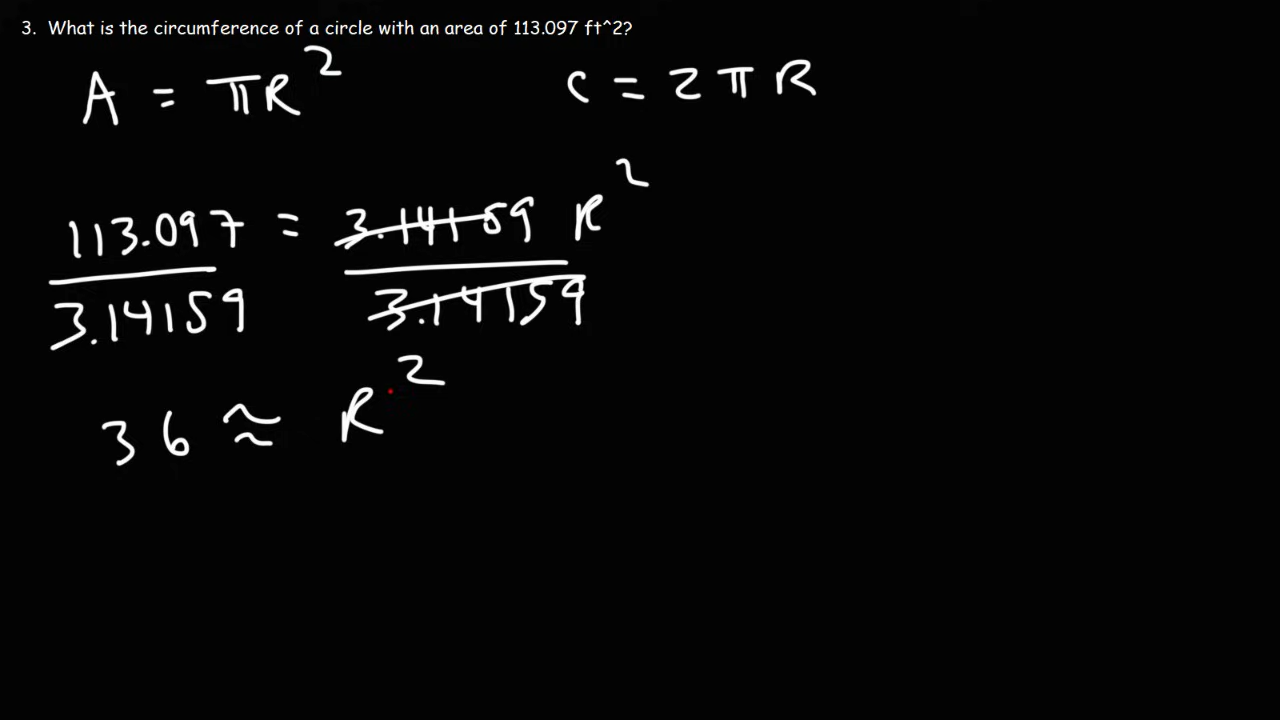 3. What is the circumference of a circle with an area of 113.097 ft^2?
A = πR² C = 2πR
113.097 = 3.14159 R²
3.14159 3.14159
36 ≈ R²